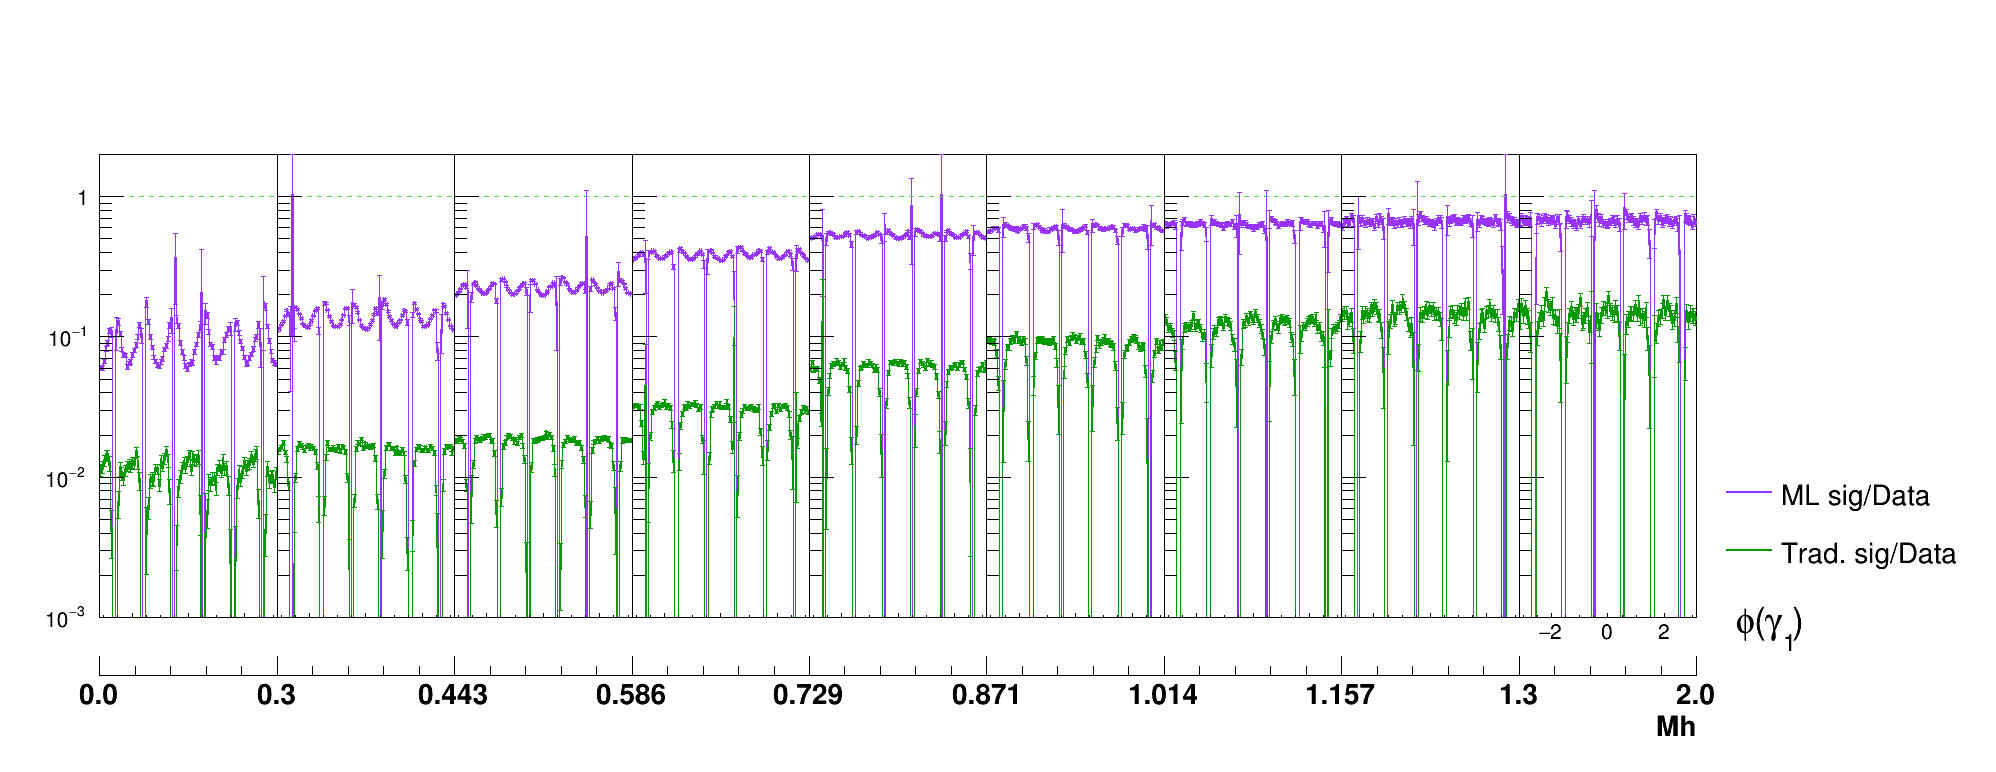 1
10⁻¹
10⁻²
10⁻³
ML sig/Data
Trad. sig/Data
−2 0 2
ϕ(γ₁)
0.0 0.3 0.443 0.586 0.729 0.871 1.014 1.157 1.3 2.0
Mh